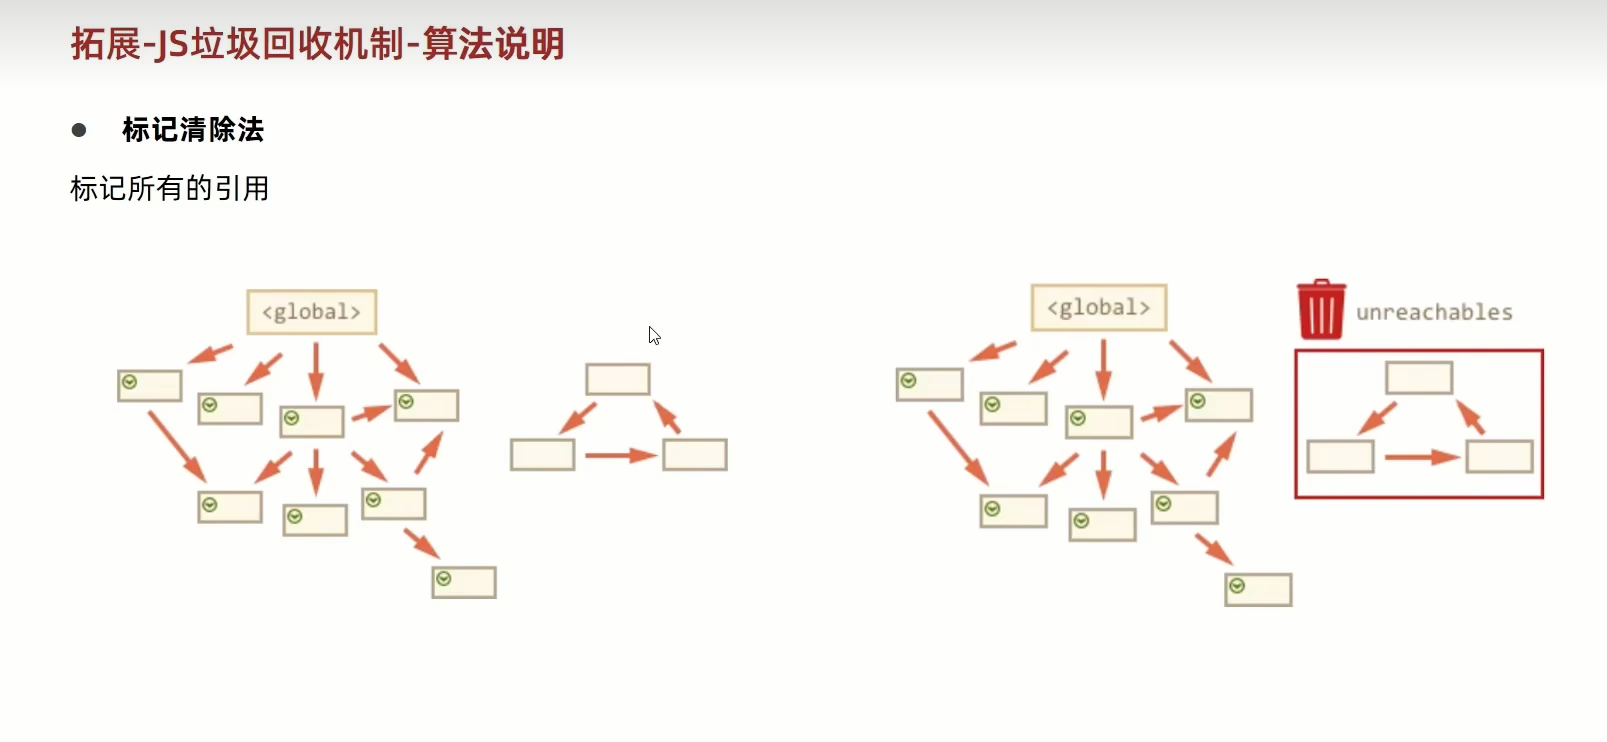 拓展-JS垃圾回收机制-算法说明
标记清除法
标记所有的引用
<global>
<global>
unreachables